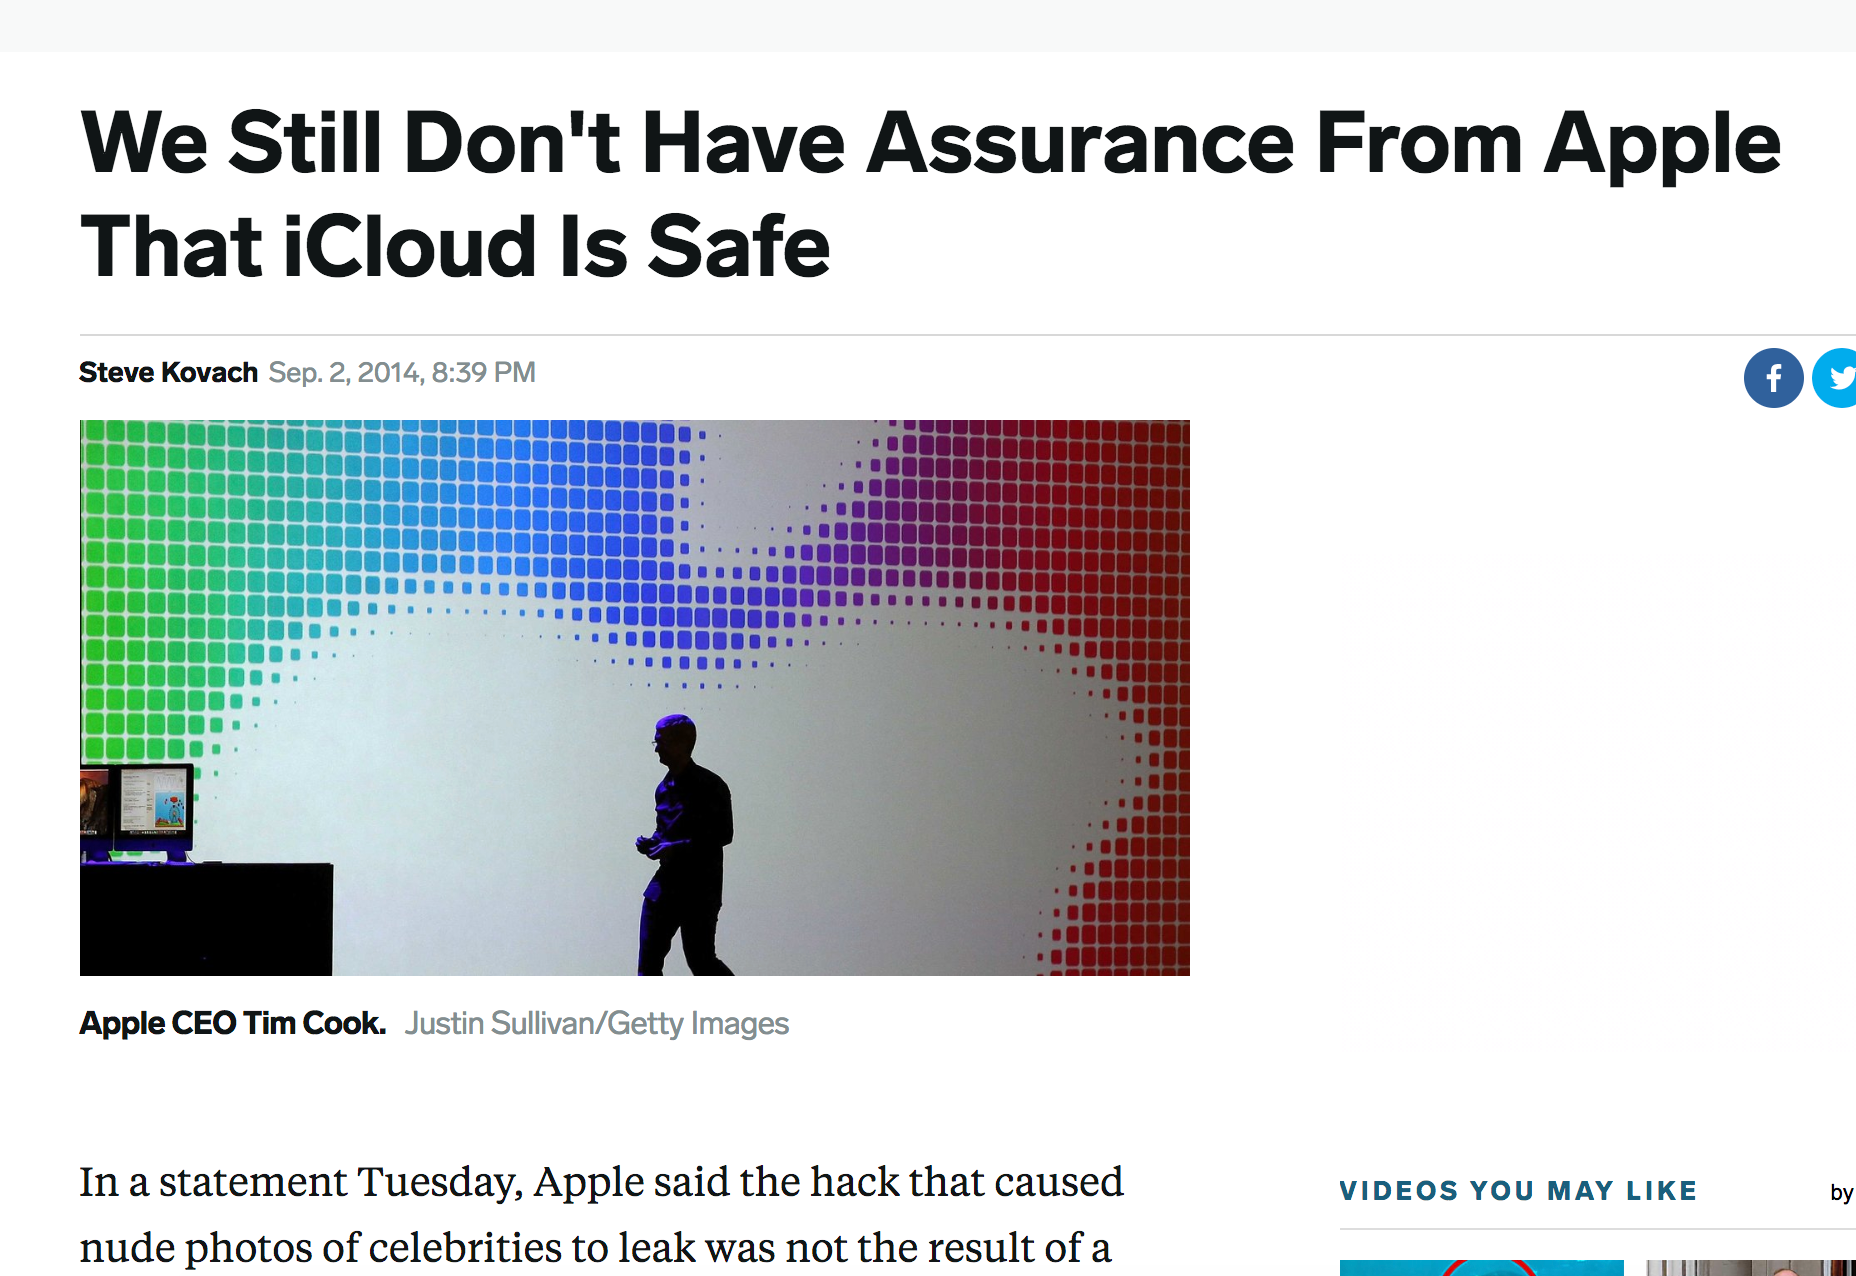 We Still Don't Have Assurance From Apple
That iCloud Is Safe
Steve Kovach Sep. 2, 2014, 8:39 PM
Apple CEO Tim Cook. Justin Sullivan/Getty Images
In a statement Tuesday, Apple said the hack that caused
nude photos of celebrities to leak was not the result of a
VIDEOS YOU MAY LIKE
by